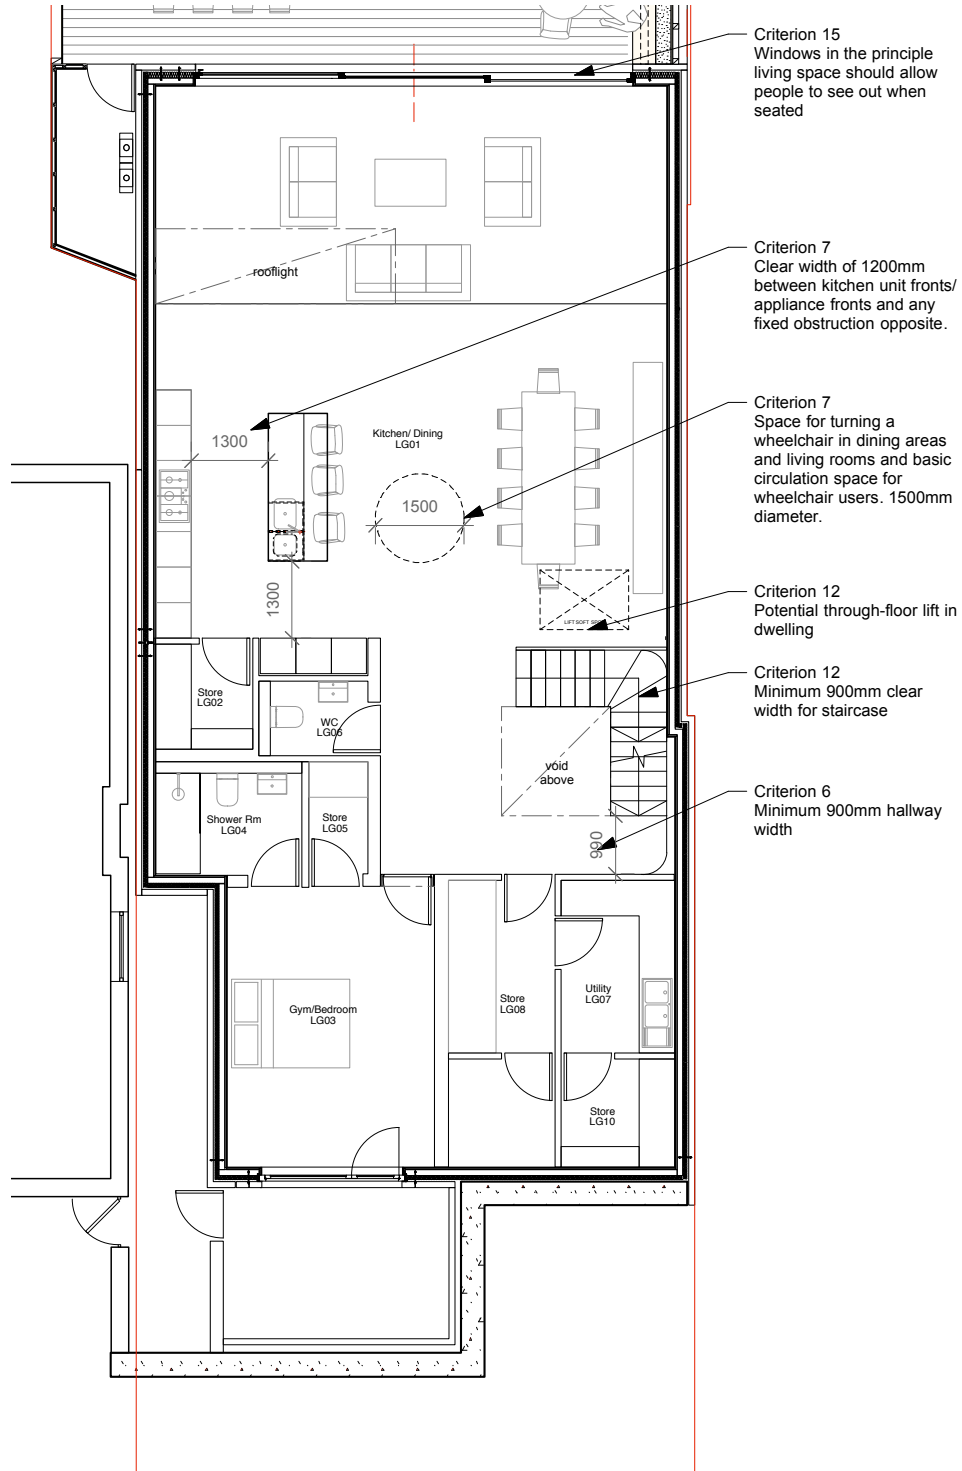 Criterion 15
Windows in the principle
living space should allow
people to see out when
seated
Criterion 7
Clear width of 1200mm
between kitchen unit fronts/
appliance fronts and any
fixed obstruction opposite.
rooflight
Criterion 7
Space for turning a
wheelchair in dining areas
and living rooms and basic
circulation space for
wheelchair users. 1500mm
diameter.
1300
Kitchen/ Dining
LG01
1500
1300
Criterion 12
Potential through-floor lift in
dwelling
LIFT SOFT SPOT
Criterion 12
Minimum 900mm clear
width for staircase
Store
LG02
WC
LG06
void
above
Criterion 6
Minimum 900mm hallway
width
Shower Rm
LG04
Store
LG05
990
Gym/Bedroom
LG03
Store
LG08
Utility
LG07
Store
LG10